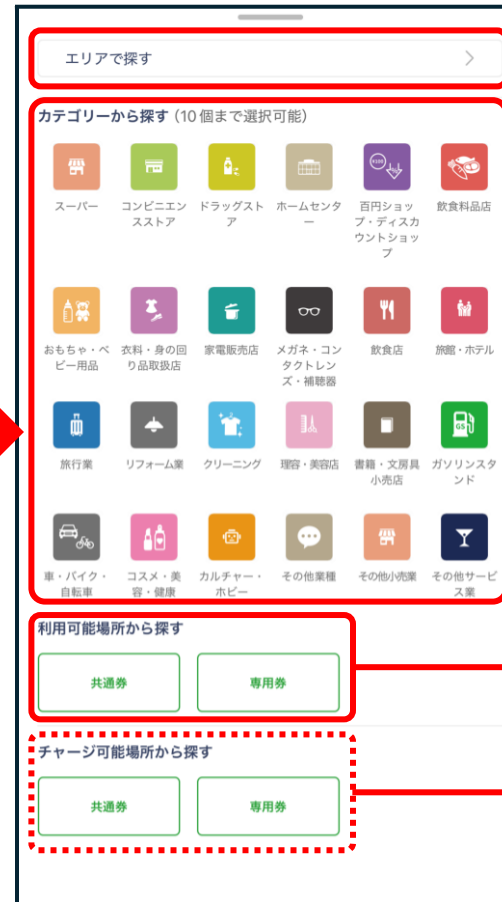 エリアで探す
カテゴリーから探す（10個まで選択可能）
スーパー
コンビニエン
スストア
ドラッグスト
ア
ホームセンタ
ー
百円ショッ
プ・ディスカ
ウントショッ
プ
飲食料品店
おもちゃ・ベ
ビー用品
衣料・身の回
り品取扱店
家電販売店
メガネ・コン
タクトレン
ズ・補聴器
飲食店
旅館・ホテル
旅行業
リフォーム業
クリーニング
理容・美容店
書籍・文房具
小売店
GS
ガソリンスタ
ンド
車・バイク・
自転車
コスメ・美
容・健康
カルチャー・
ホビー
その他業種
その他小売業
その他サービ
ス業
利用可能場所から探す
共通券
専用券
チャージ可能場所から探す
共通券
専用券